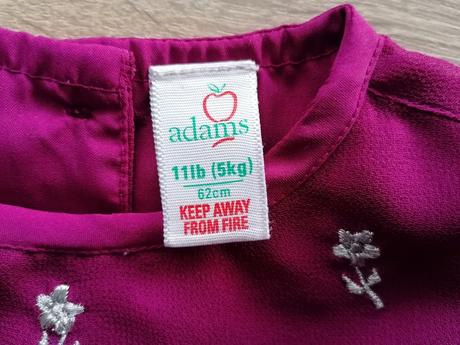 adams
11lb (5kg)
62cm
KEEP AWAY
FROM FIRE